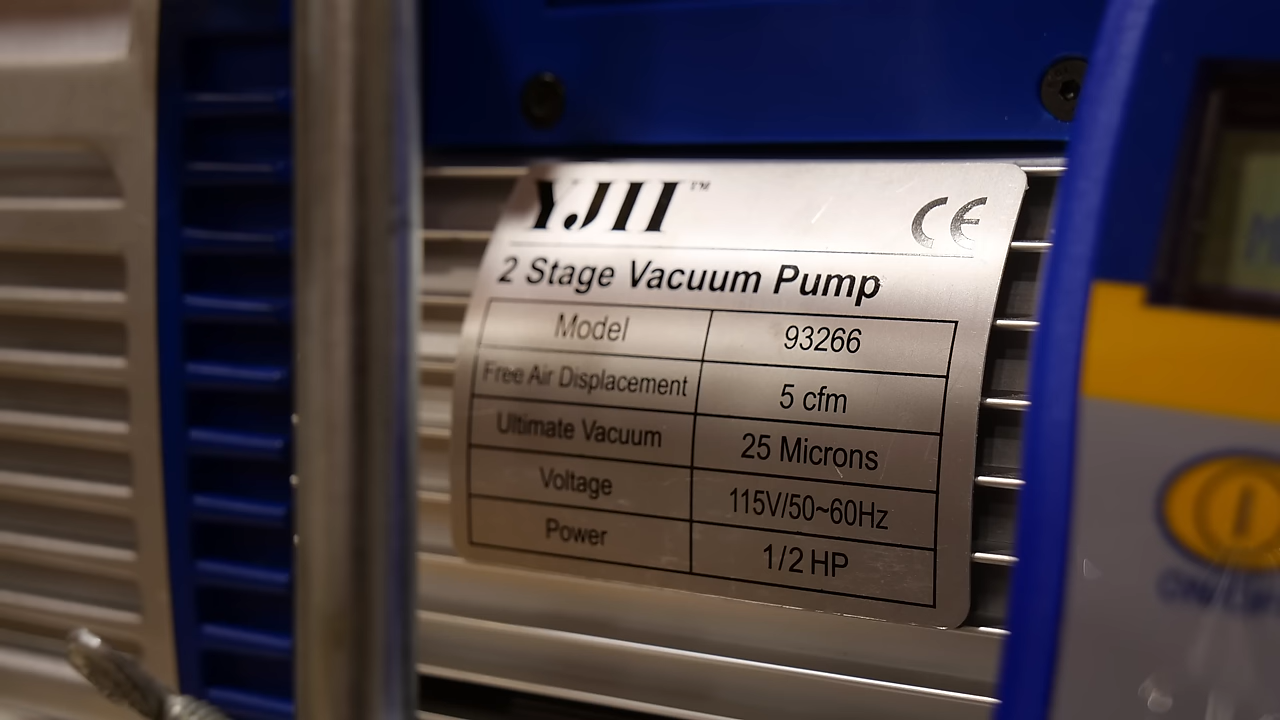 YJII™
CE
2 Stage Vacuum Pump
Model 93266
Free Air Displacement 5 cfm
Ultimate Vacuum 25 Microns
Voltage 115V/50~60Hz
Power 1/2 HP